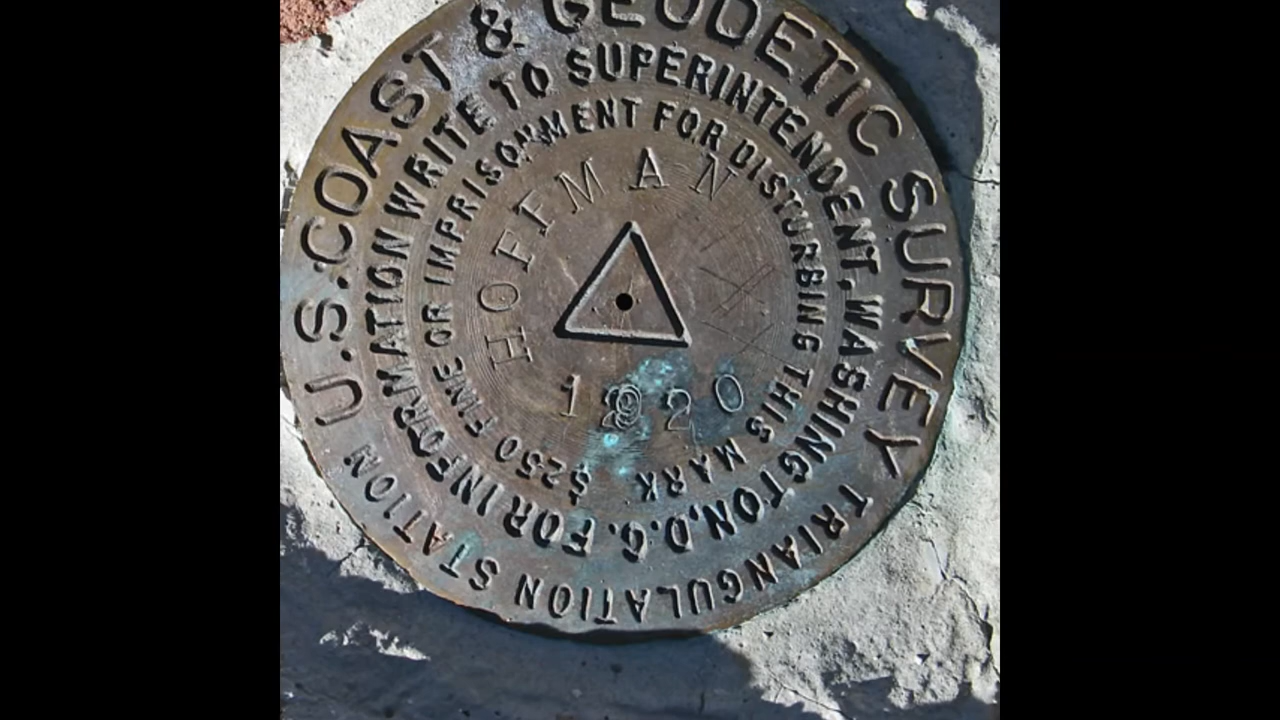 U.S. COAST & GEODETIC SURVEY TRIANGULATION STATION
FOR INFORMATION WRITE TO SUPERINTENDENT, WASHINGTON, D.C.
$250 FINE OR IMPRISONMENT FOR DISTURBING THIS MARK
HOFFMAN
1920